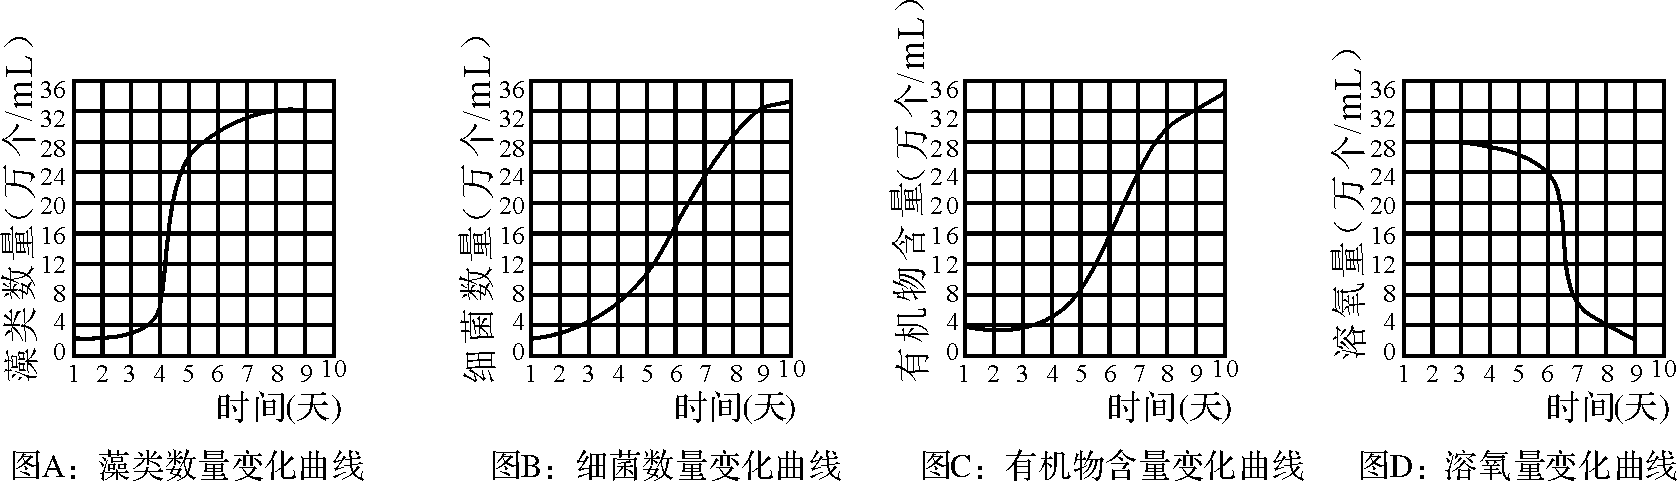 藻类数量(万个/mL)
36
32
28
24
20
16
12
8
4
0
1 2 3 4 5 6 7 8 9 10
时间(天)
图A：藻类数量变化曲线
细菌数量(万个/mL)
36
32
28
24
20
16
12
8
4
0
1 2 3 4 5 6 7 8 9 10
时间(天)
图B：细菌数量变化曲线
有机物含量(万个/mL)
36
32
28
24
20
16
12
8
4
0
1 2 3 4 5 6 7 8 9 10
时间(天)
图C：有机物含量变化曲线
溶氧量(万个/mL)
36
32
28
24
20
16
12
8
4
0
1 2 3 4 5 6 7 8 9 10
时间(天)
图D：溶氧量变化曲线